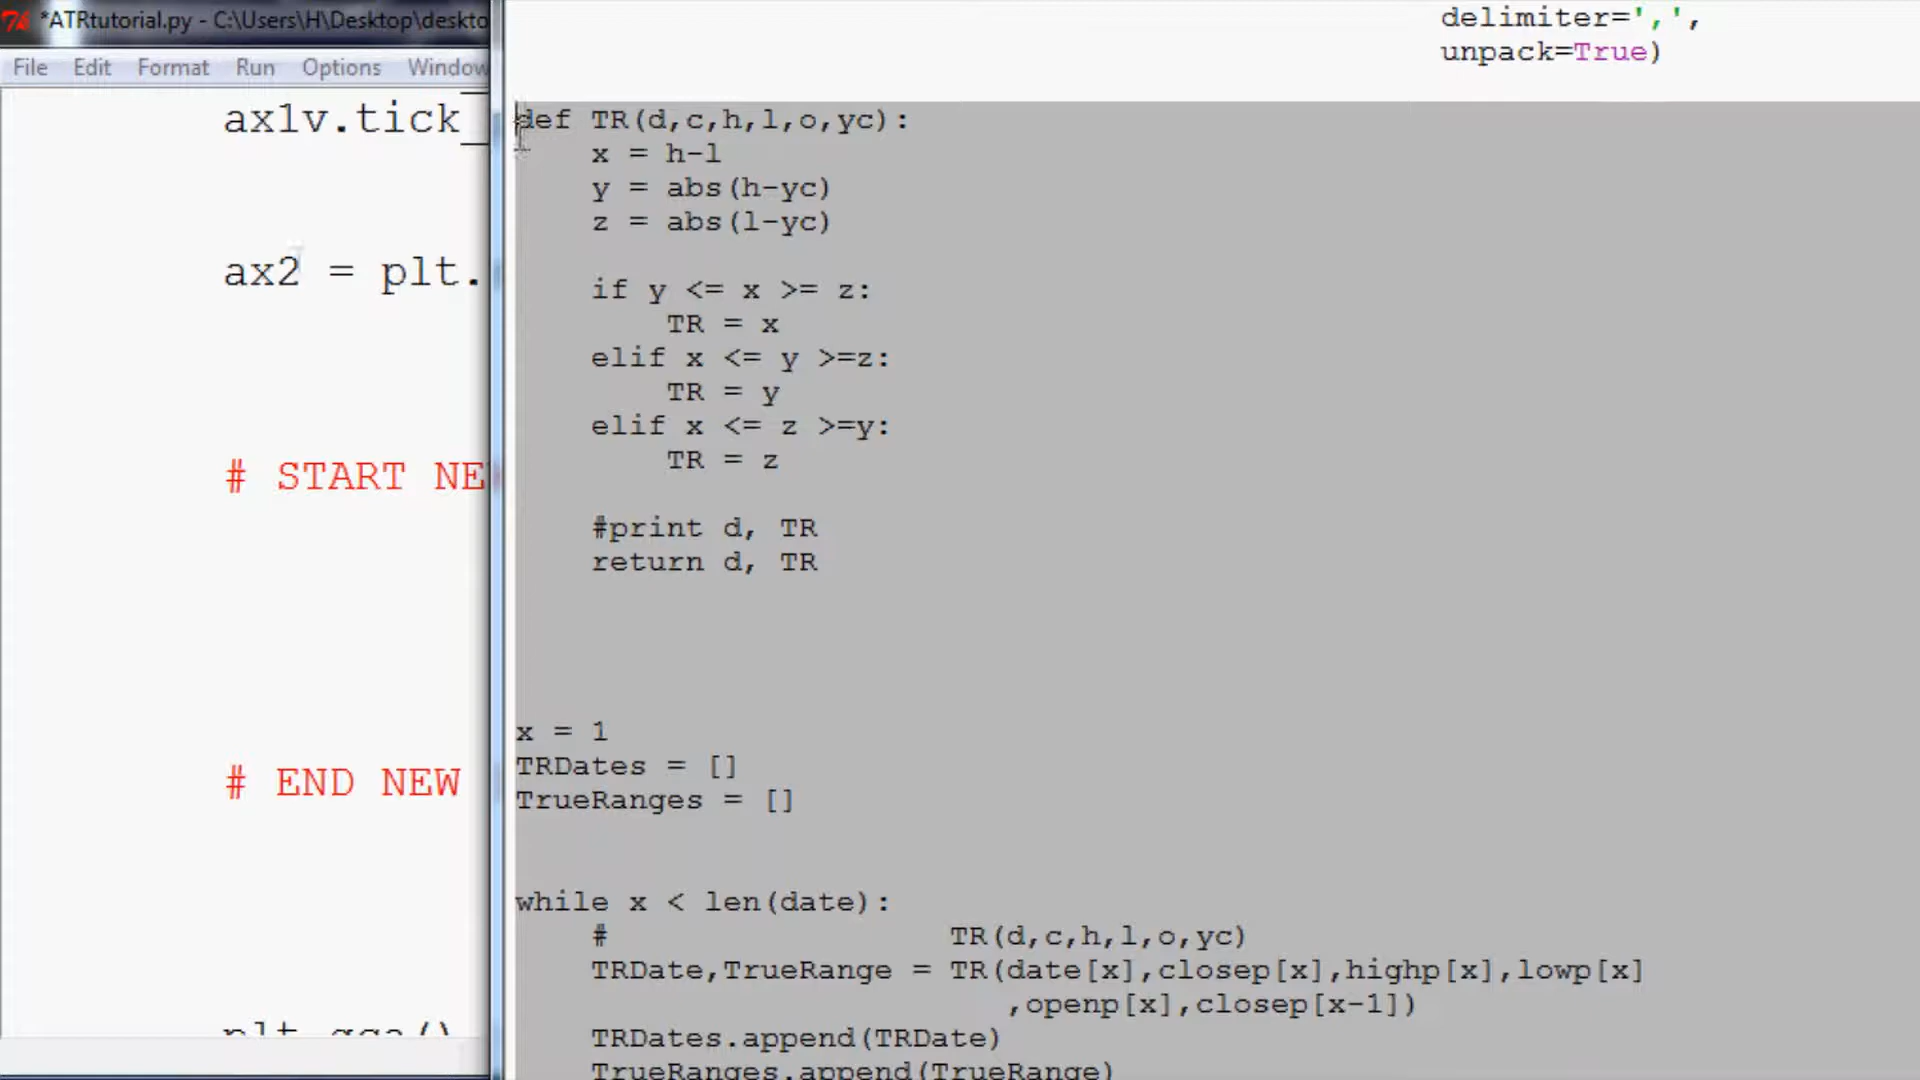 *ATRtutorial.py - C:\Users\H\Desktop\deskto
File Edit Format Run Options Window
ax1v.tick_
ax2 = plt.
# START NE
# END NEW
plt.gca()
delimiter=',',
unpack=True)
def TR(d,c,h,l,o,yc):
x = h-l
y = abs(h-yc)
z = abs(l-yc)
if y <= x >= z:
TR = x
elif x <= y >=z:
TR = y
elif x <= z >=y:
TR = z
#print d, TR
return d, TR
x = 1
TRDates = []
TrueRanges = []
while x < len(date):
# TR(d,c,h,l,o,yc)
TRDate,TrueRange = TR(date[x],closep[x],highp[x],lowp[x]
,openp[x],closep[x-1])
TRDates.append(TRDate)
TrueRanges.append(TrueRange)